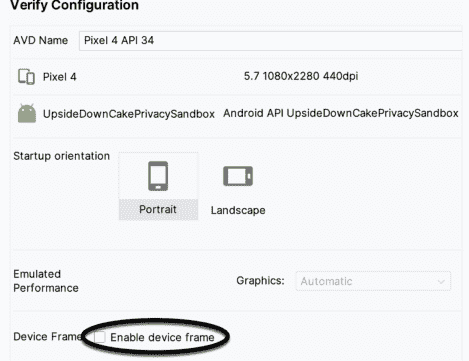 Verify Configuration
AVD Name Pixel 4 API 34
Pixel 4 5.7 1080x2280 440dpi
UpsideDownCakePrivacySandbox Android API UpsideDownCakePrivacySandbox
Startup orientation
Portrait Landscape
Emulated
Performance Graphics: Automatic
Device Frame Enable device frame